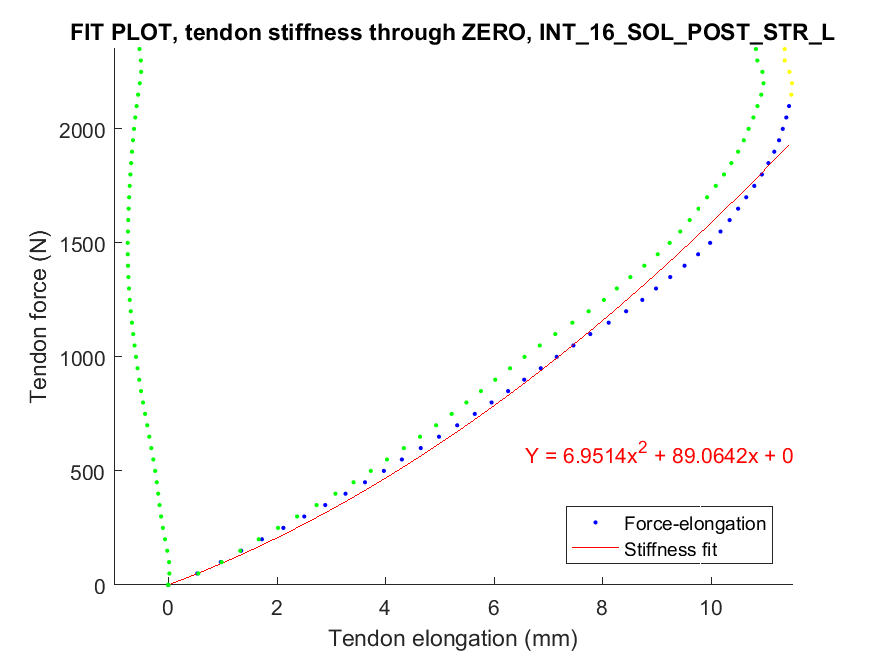 FIT PLOT, tendon stiffness through ZERO, INT_16_SOL_POST_STR_L
Tendon force (N)
2000
1500
1000
500
0
Y = 6.9514x² + 89.0642x + 0
Force-elongation
Stiffness fit
0 2 4 6 8 10
Tendon elongation (mm)